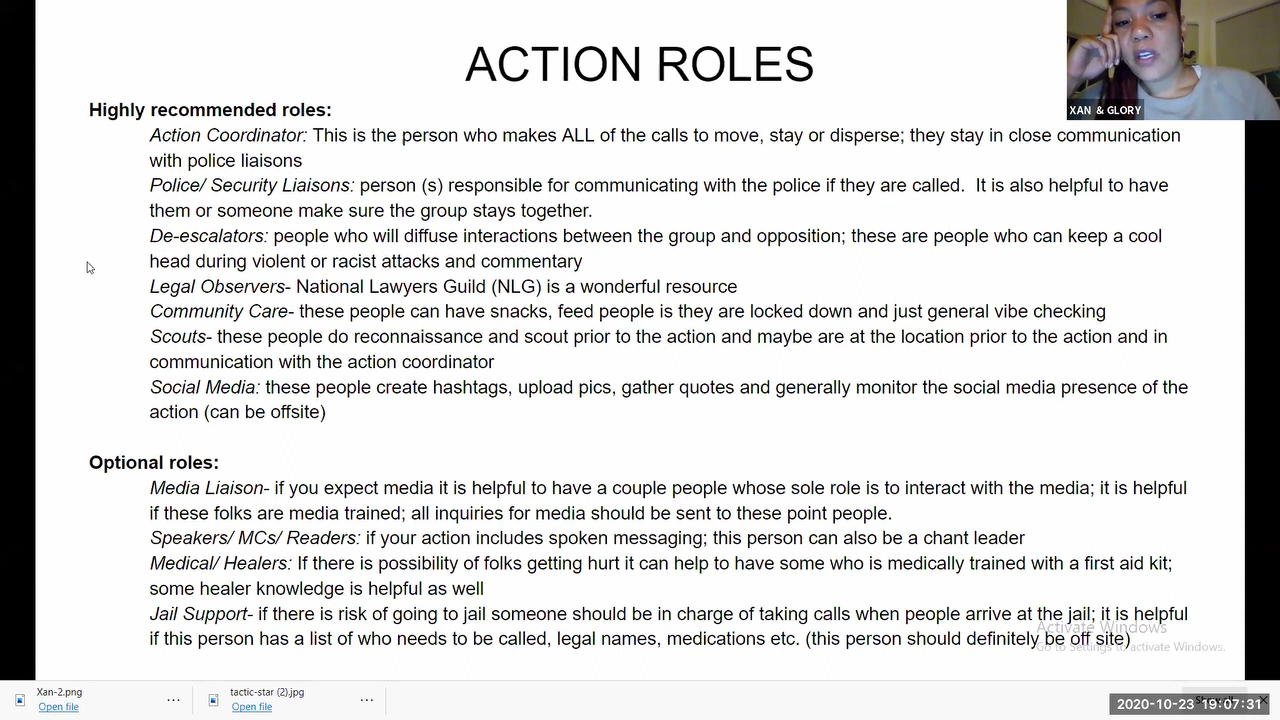 ACTION ROLES
XAN & GLORY
Highly recommended roles:
Action Coordinator: This is the person who makes ALL of the calls to move, stay or disperse; they stay in close communication
with police liaisons
Police/ Security Liaisons: person (s) responsible for communicating with the police if they are called.  It is also helpful to have
them or someone make sure the group stays together.
De-escalators: people who will diffuse interactions between the group and opposition; these are people who can keep a cool
head during violent or racist attacks and commentary
Legal Observers- National Lawyers Guild (NLG) is a wonderful resource
Community Care- these people can have snacks, feed people is they are locked down and just general vibe checking
Scouts- these people do reconnaissance and scout prior to the action and maybe are at the location prior to the action and in
communication with the action coordinator
Social Media: these people create hashtags, upload pics, gather quotes and generally monitor the social media presence of the
action (can be offsite)
Optional roles:
Media Liaison- if you expect media it is helpful to have a couple people whose sole role is to interact with the media; it is helpful
if these folks are media trained; all inquiries for media should be sent to these point people.
Speakers/ MCs/ Readers: if your action includes spoken messaging; this person can also be a chant leader
Medical/ Healers: If there is possibility of folks getting hurt it can help to have some who is medically trained with a first aid kit;
some healer knowledge is helpful as well
Jail Support- if there is risk of going to jail someone should be in charge of taking calls when people arrive at the jail; it is helpful
if this person has a list of who needs to be called, legal names, medications etc. (this person should definitely be off site)
Activate Windows
Go to Settings to activate Windows.
Xan-2.png
Open file
tactic-star (2).jpg
Open file
2020-10-23 19:07:31